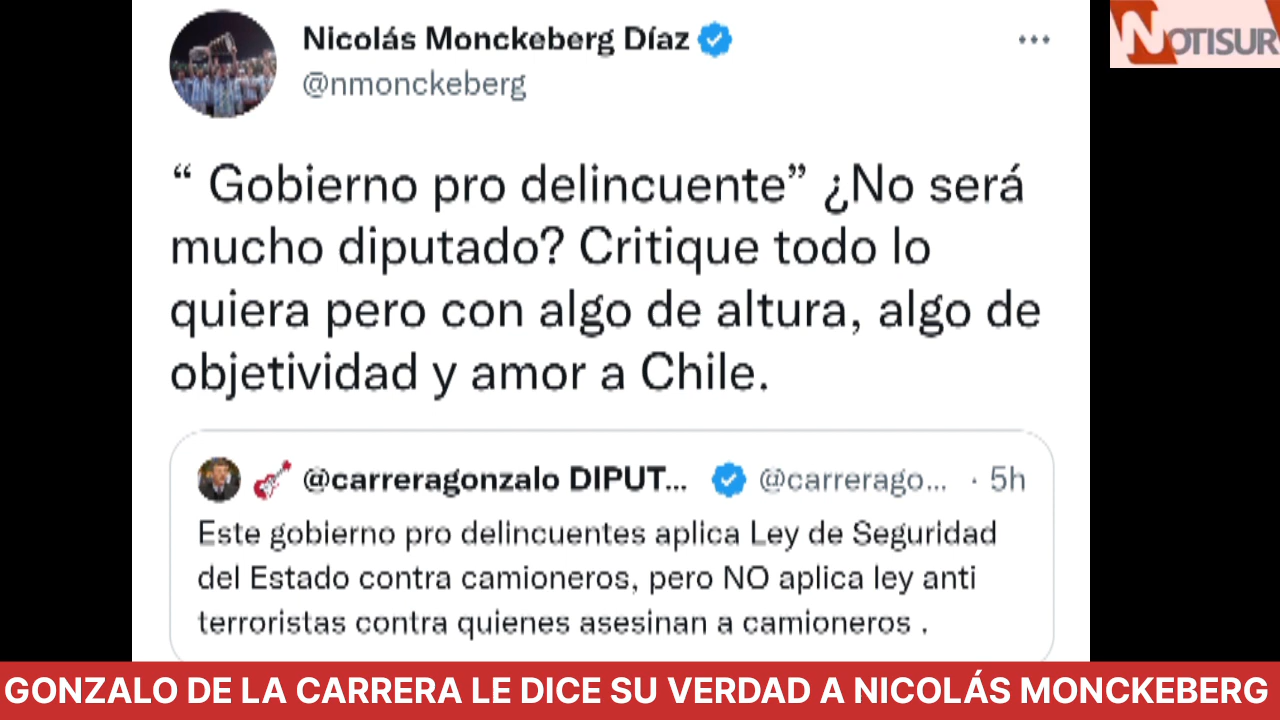 Nicolás Monckeberg Díaz
@nmonckeberg
NOTISUR
“ Gobierno pro delincuente” ¿No será
mucho diputado? Critique todo lo
quiera pero con algo de altura, algo de
objetividad y amor a Chile.
@carreragonzalo DIPUT... @carrerago... · 5h
Este gobierno pro delincuentes aplica Ley de Seguridad
del Estado contra camioneros, pero NO aplica ley anti
terroristas contra quienes asesinan a camioneros .
GONZALO DE LA CARRERA LE DICE SU VERDAD A NICOLÁS MONCKEBERG